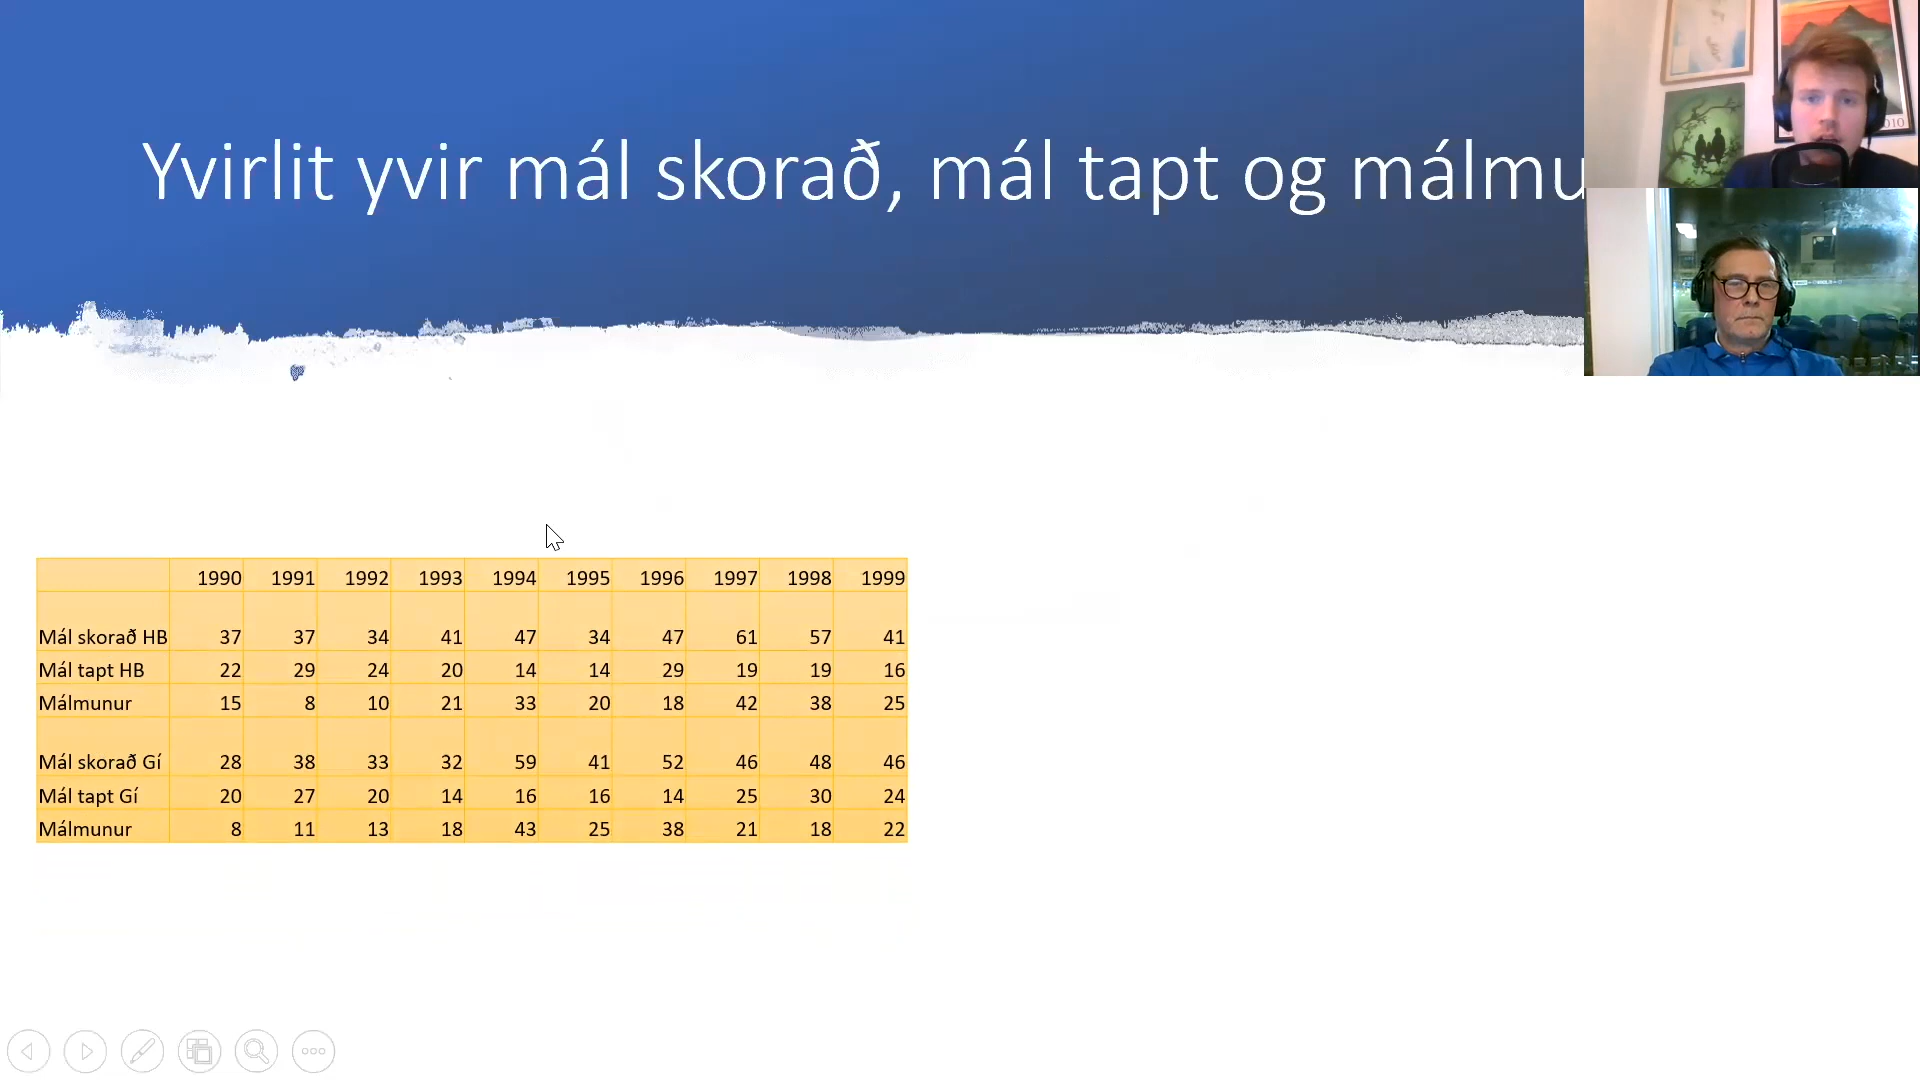 Yvirlit yvir mál skorað, mál tapt og málmu
1990 1991 1992 1993 1994 1995 1996 1997 1998 1999
Mál skorað HB 37 37 34 41 47 34 47 61 57 41
Mál tapt HB 22 29 24 20 14 14 29 19 19 16
Málmunur 15 8 10 21 33 20 18 42 38 25
Mál skorað Gí 28 38 33 32 59 41 52 46 48 46
Mál tapt Gí 20 27 20 14 16 16 14 25 30 24
Málmunur 8 11 13 18 43 25 38 21 18 22